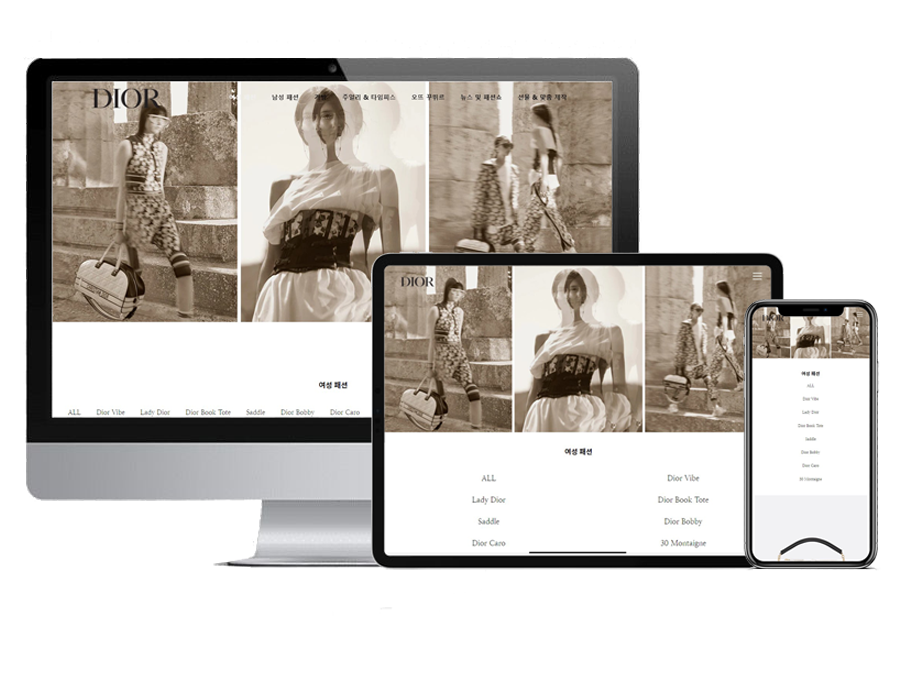 DIOR
남성 패션 주얼리 & 타임피스 오뜨 꾸뛰르 뉴스 및 패션쇼 선물 & 맞춤 제작
여성 패션
ALL Dior Vibe Lady Dior Dior Book Tote Saddle Dior Bobby Dior Caro
DIOR
여성 패션
ALL Dior Vibe
Lady Dior Dior Book Tote
Saddle Dior Bobby
Dior Caro 30 Montaigne
DIOR
여성 패션
ALL
Dior Vibe
Lady Dior
Dior Book Tote
Saddle
Dior Bobby
Dior Caro
30 Montaigne